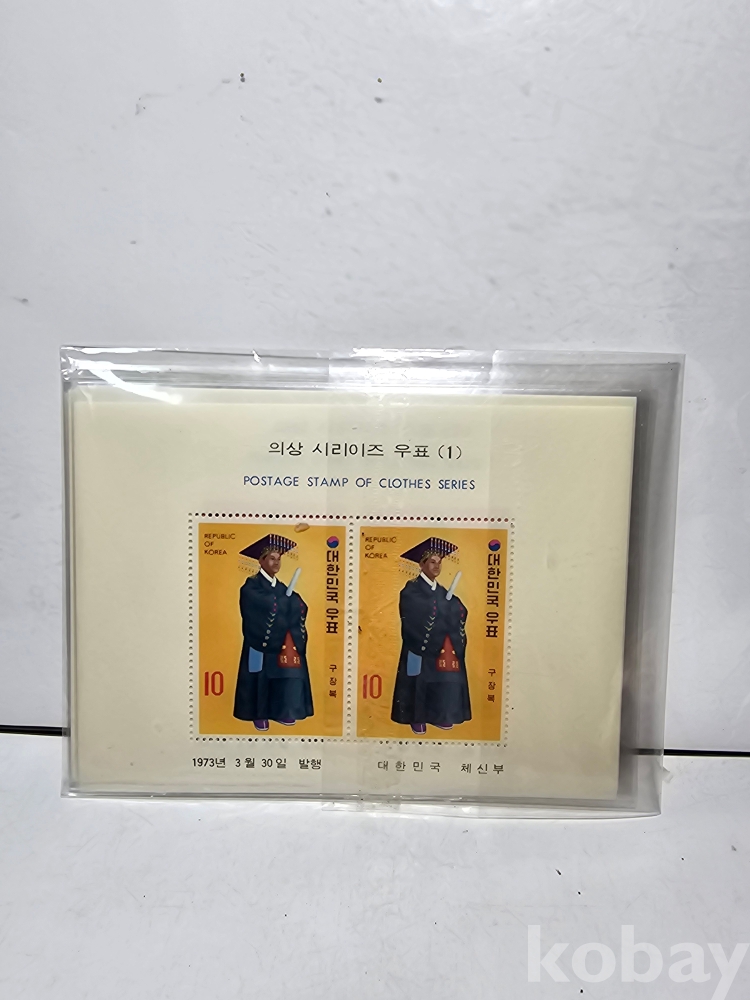 의상 시리이즈 우표 (1)
POSTAGE STAMP OF CLOTHES SERIES
REPUBLIC
OF
KOREA
대한민국 우표
구장복
10
REPUBLIC
OF
KOREA
대한민국 우표
구장복
10
1973년 3월 30일 발행
대한민국 체신부
kobay